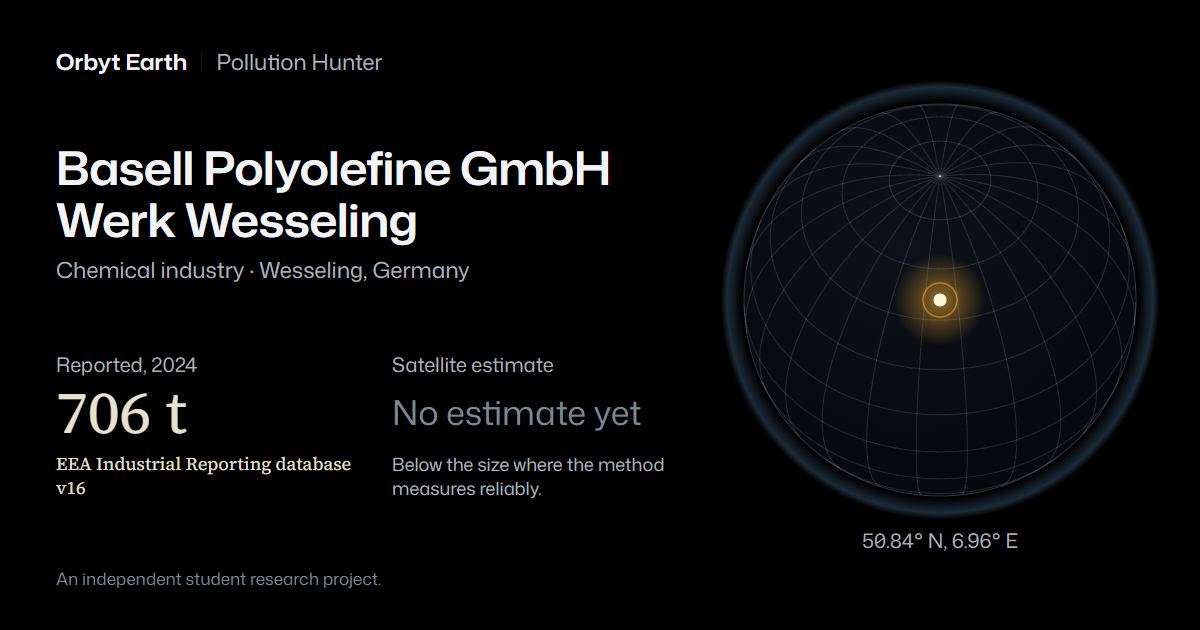 Orbyt Earth | Pollution Hunter
Basell Polyolefine GmbH
Werk Wesseling
Chemical industry · Wesseling, Germany
Reported, 2024
706 t
EEA Industrial Reporting database
v16
Satellite estimate
No estimate yet
Below the size where the method
measures reliably.
50.84° N, 6.96° E
An independent student research project.